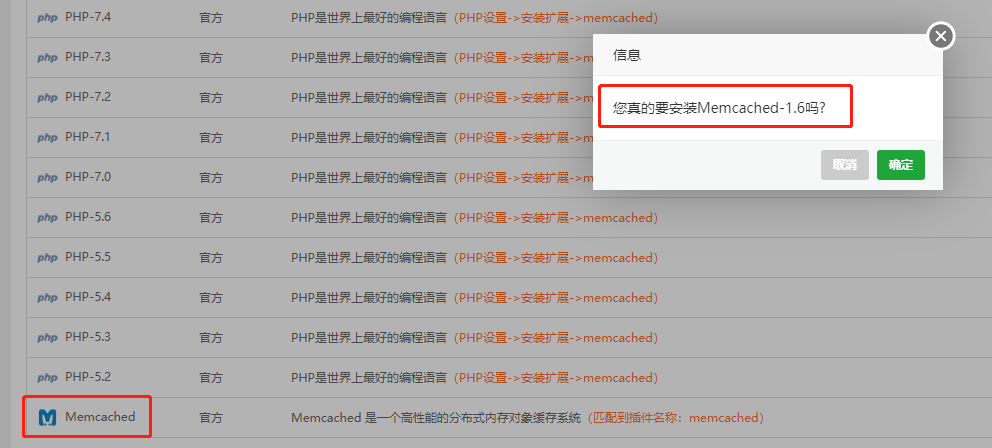 php PHP-7.4 官方 PHP是世界上最好的编程语言 (PHP设置->安装扩展->memcached)
php PHP-7.3 官方 PHP是世界上最好的编程语言 (PHP设置->安装扩展->m
信息
php PHP-7.2 官方 PHP是世界上最好的编程语言 (PHP设置->安装扩展->me
您真的要安装Memcached-1.6吗?
php PHP-7.1 官方 PHP是世界上最好的编程语言 (PHP设置->安装扩展->me
取消 确定
php PHP-7.0 官方 PHP是世界上最好的编程语言 (PHP设置->安装扩展->me
php PHP-5.6 官方 PHP是世界上最好的编程语言 (PHP设置->安装扩展->memcached)
php PHP-5.5 官方 PHP是世界上最好的编程语言 (PHP设置->安装扩展->memcached)
php PHP-5.4 官方 PHP是世界上最好的编程语言 (PHP设置->安装扩展->memcached)
php PHP-5.3 官方 PHP是世界上最好的编程语言 (PHP设置->安装扩展->memcached)
php PHP-5.2 官方 PHP是世界上最好的编程语言 (PHP设置->安装扩展->memcached)
Memcached 官方 Memcached 是一个高性能的分布式内存对象缓存系统 (匹配到插件名称：memcached)